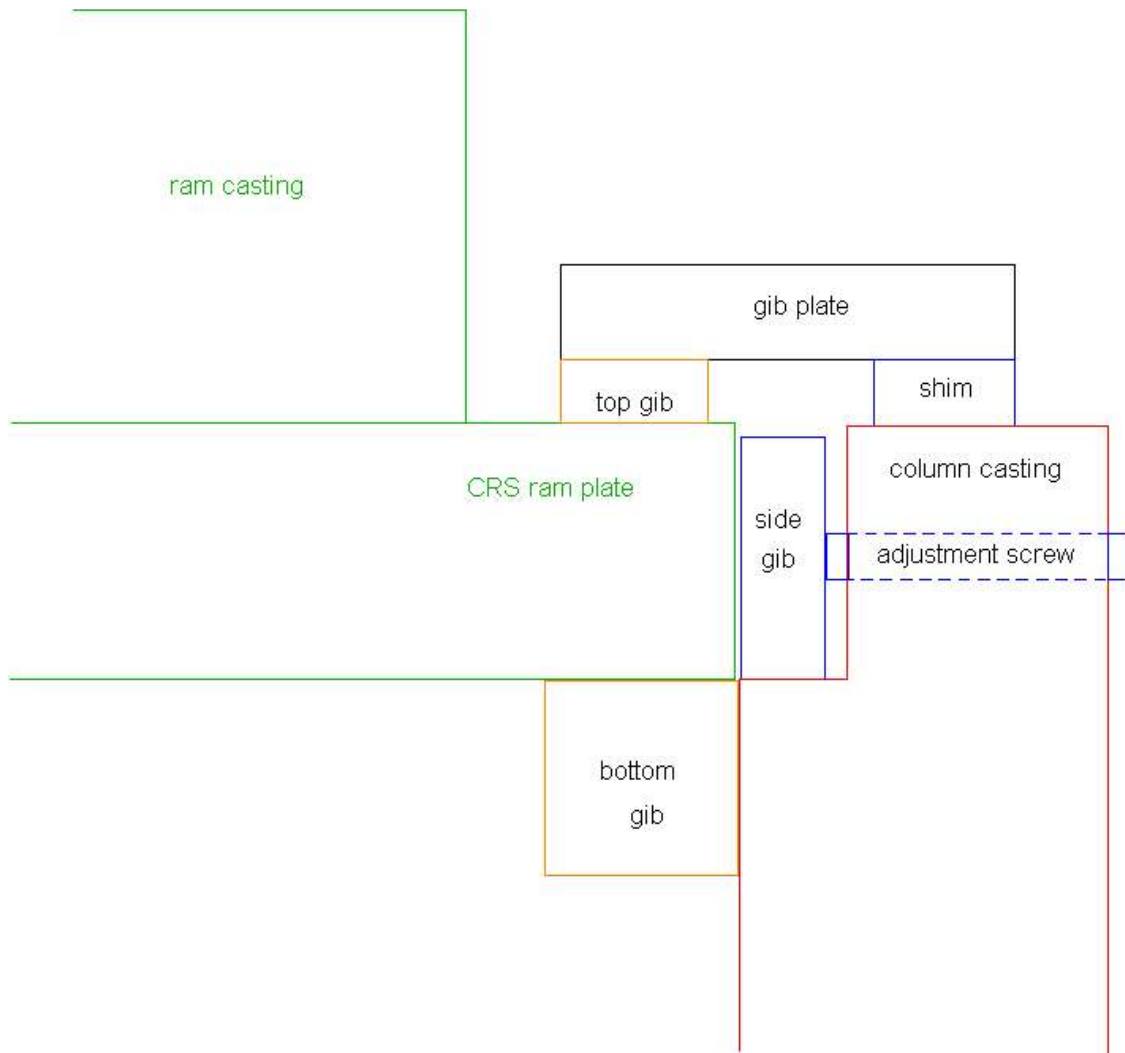 ram casting
gib plate
top gib
shim
CRS ram plate
column casting
side
gib
adjustment screw
bottom
gib